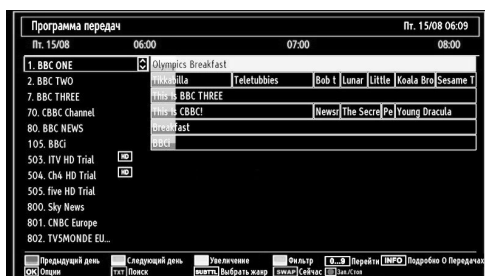 Программа передач Пт. 15/08 06:09
Пт. 15/08 06:00 07:00 08:00
1. BBC ONE Olympics Breakfast
2. BBC TWO Tikkabilla Teletubbies Bob t Lunar Little Koala Bro Sesame T
7. BBC THREE This is BBC THREE
70. CBBC Channel This is CBBC! Newsr The Secre Pe Young Dracula
80. BBC NEWS Breakfast
105. BBCi BBCi
503. ITV HD Trial HD
504. Ch4 HD Trial HD
505. five HD Trial
800. Sky News
801. CNBC Europe
802. TV5MONDE EU...
Предыдущий день Следующий день Увеличение Фильтр 0...9 Перейти INFO Подробно О Передачах
OK Опции TXT Поиск SUBTTL Выбрать жанр SWAP Сейчас Зап./Стоп